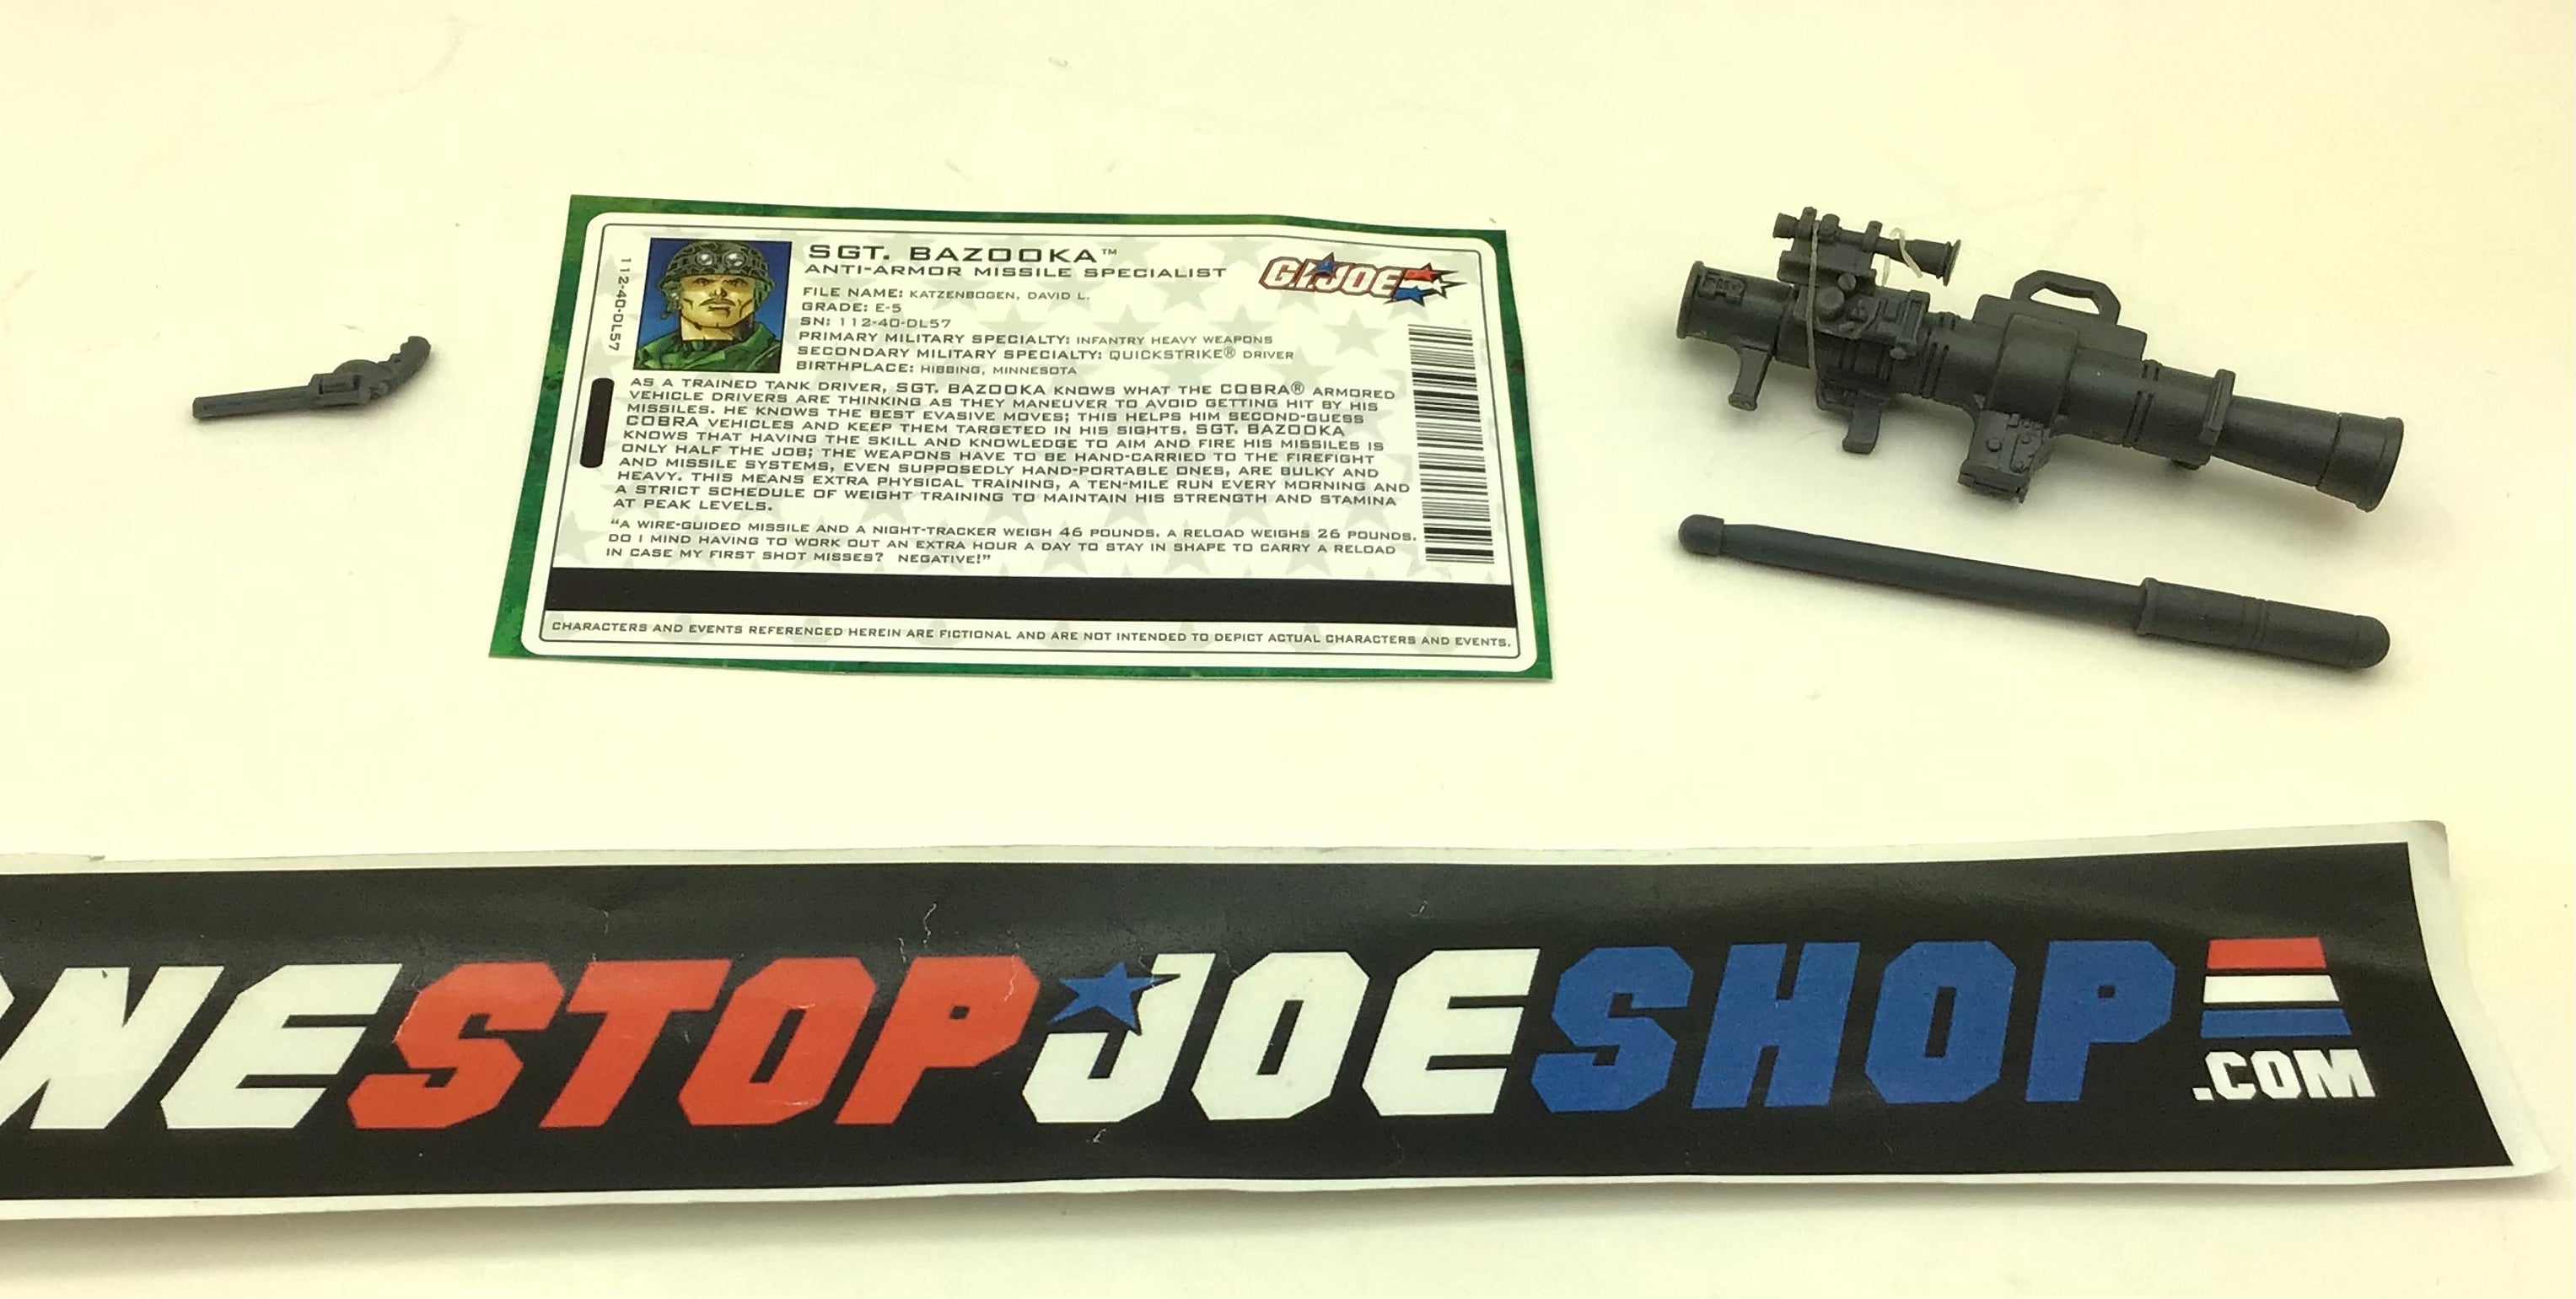 SGT. BAZOOKA™
ANTI-ARMOR MISSILE SPECIALIST
GI JOE
112-40-DL57
FILE NAME: KATZENBOGEN, DAVID L.
GRADE: E-5
SN: 112-40-DL57
PRIMARY MILITARY SPECIALTY: INFANTRY HEAVY WEAPONS
SECONDARY MILITARY SPECIALTY: QUICKSTRIKE® DRIVER
BIRTHPLACE: HIBBING, MINNESOTA
AS A TRAINED TANK DRIVER, SGT. BAZOOKA KNOWS WHAT THE COBRA® ARMORED
VEHICLE DRIVERS ARE THINKING AS THEY MANEUVER TO AVOID GETTING HIT BY HIS
MISSILES. HE KNOWS THE BEST EVASIVE MOVES; THIS HELPS HIM SECOND-GUESS
COBRA VEHICLES AND KEEP THEM TARGETED IN HIS SIGHTS. SGT. BAZOOKA
KNOWS THAT HAVING THE SKILL AND KNOWLEDGE TO AIM AND FIRE HIS MISSILES IS
ONLY HALF THE JOB; THE WEAPONS HAVE TO BE HAND-CARRIED TO THE FIREFIGHT
AND MISSILE SYSTEMS, EVEN SUPPOSEDLY HAND-PORTABLE ONES, ARE BULKY AND
HEAVY. THIS MEANS EXTRA PHYSICAL TRAINING, A TEN-MILE RUN EVERY MORNING AND
A STRICT SCHEDULE OF WEIGHT TRAINING TO MAINTAIN HIS STRENGTH AND STAMINA
AT PEAK LEVELS.
"A WIRE-GUIDED MISSILE AND A NIGHT-TRACKER WEIGH 46 POUNDS. A RELOAD WEIGHS 26 POUNDS.
DO I MIND HAVING TO WORK OUT AN EXTRA HOUR A DAY TO STAY IN SHAPE TO CARRY A RELOAD
IN CASE MY FIRST SHOT MISSES? NEGATIVE!"
CHARACTERS AND EVENTS REFERENCED HEREIN ARE FICTIONAL AND ARE NOT INTENDED TO DEPICT ACTUAL CHARACTERS AND EVENTS.
ONESTOPJOESHOP
.COM